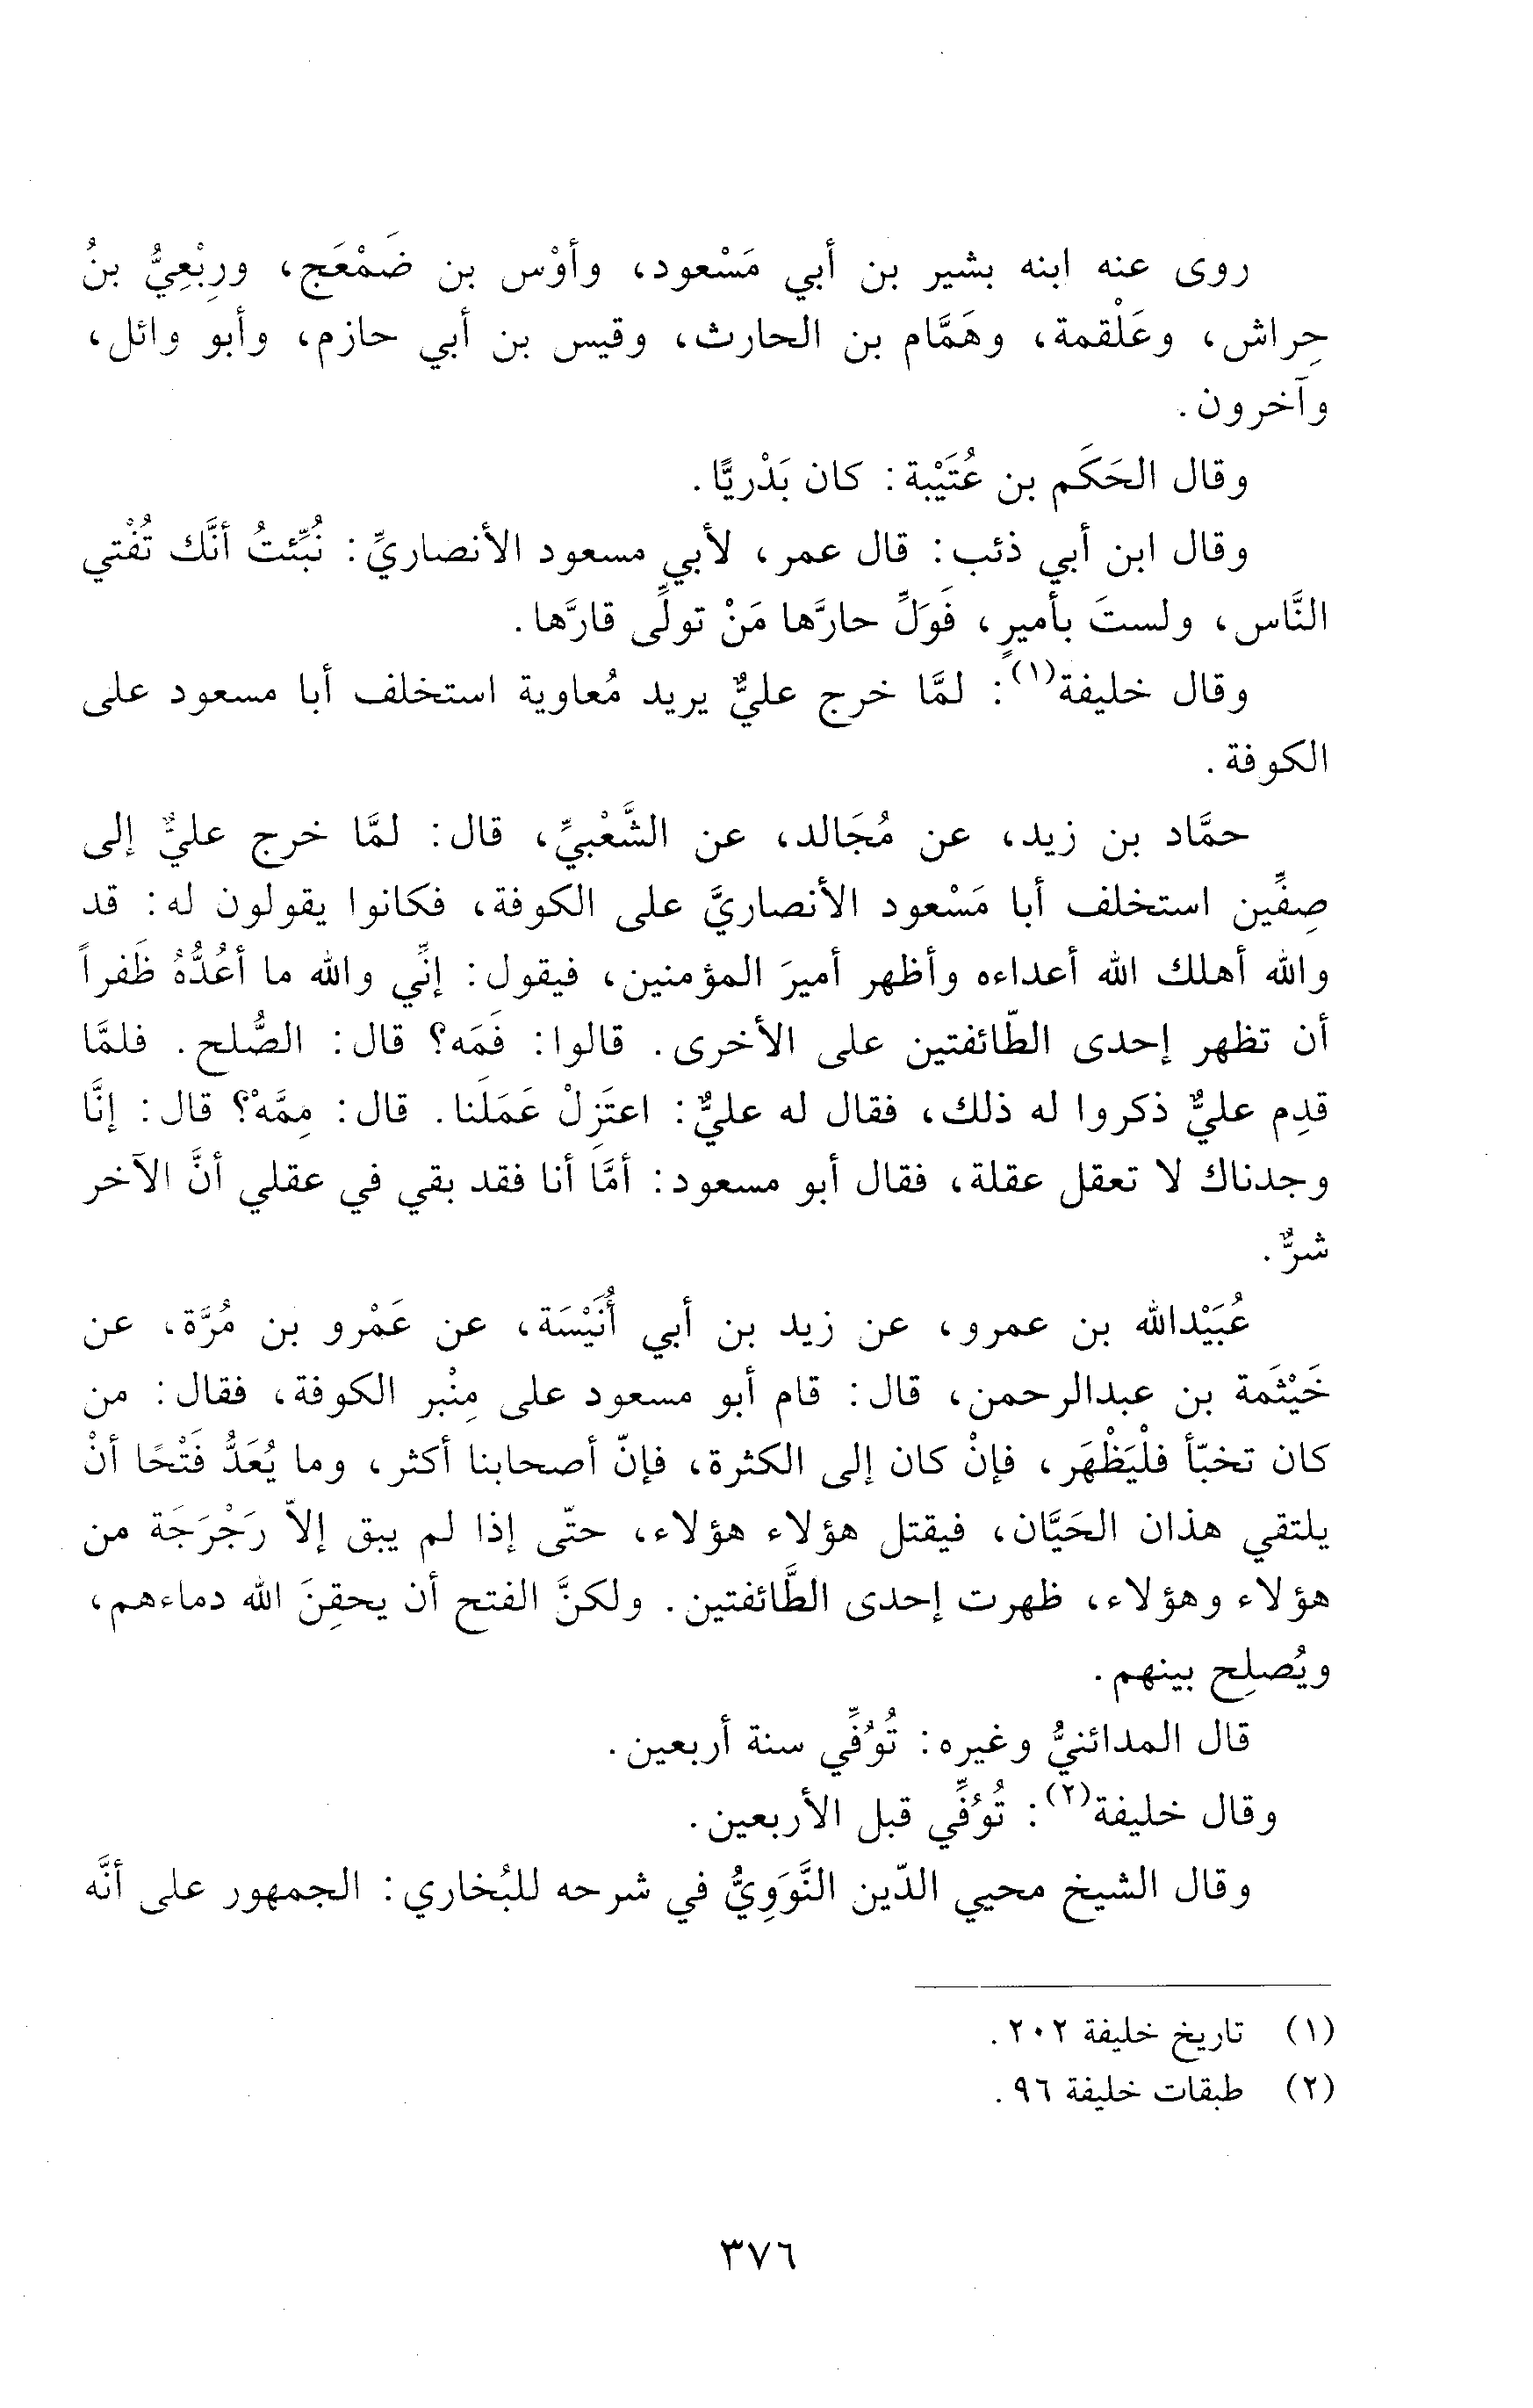 روى عنه ابنه بشير بن أبي مَسْعود، وأوْس بن ضَمْعَج، ورِبْعِيُّ بنُ
حِراش، وعَلْقمة، وهَمَّام بن الحارث، وقيس بن أبي حازم، وأبو وائل،
وآخرون.
وقال الحَكَم بن عُتَيْبة: كان بَدْريًّا.
وقال ابن أبي ذئب: قال عمر، لأبي مسعود الأنصاريِّ: نُبِّئتُ أنَّك تُفْتي
النَّاس، ولستَ بأميرٍ، فَوَلِّ حارَّها مَنْ تولَّى قارَّها.
وقال خليفة(١): لمَّا خرج عليٌّ يريد مُعاوية استخلف أبا مسعود على
الكوفة.
حمَّاد بن زيد، عن مُجَالد، عن الشَّعْبيِّ، قال: لمَّا خرج عليٌّ إلى
صِفِّين استخلف أبا مَسْعود الأنصاريَّ على الكوفة، فكانوا يقولون له: قد
والله أهلك الله أعداءه وأظهر أميرَ المؤمنين، فيقول: إنِّي والله ما أعُدُّهُ ظَفراً
أن تظهر إحدى الطّائفتين على الأخرى. قالوا: فَمَه؟ قال: الصُّلح. فلمَّا
قدِم عليٌّ ذكروا له ذلك، فقال له عليٌّ: اعتَزِلْ عَمَلَنا. قال: مِمَّهْ؟ قال: إنَّا
وجدناك لا تعقل عقلة، فقال أبو مسعود: أمَّا أنا فقد بقي في عقلي أنَّ الآخر
شرٌّ.
عُبَيْدالله بن عمرو، عن زيد بن أبي أُنَيْسَة، عن عَمْرو بن مُرَّة، عن
خَيْثَمة بن عبدالرحمن، قال: قام أبو مسعود على مِنْبر الكوفة، فقال: من
كان تخبّأ فلْيَظْهَر، فإنْ كان إلى الكثرة، فإنّ أصحابنا أكثر، وما يُعَدُّ فَتْحًا أنْ
يلتقي هذان الحَيَّان، فيقتل هؤلاء هؤلاء، حتّى إذا لم يبق إلاّ رَجْرَجَة من
هؤلاء وهؤلاء، ظهرت إحدى الطَّائفتين. ولكنَّ الفتح أن يحقِنَ الله دماءهم،
ويُصلِح بينهم.
قال المدائنيُّ وغيره: تُوُفِّي سنة أربعين.
وقال خليفة(٢): تُوُفِّي قبل الأربعين.
وقال الشيخ محيي الدّين النَّوَوِيُّ في شرحه للبُخاري: الجمهور على أنَّه
(١) تاريخ خليفة ٢٠٢.
(٢) طبقات خليفة ٩٦.
٣٧٦